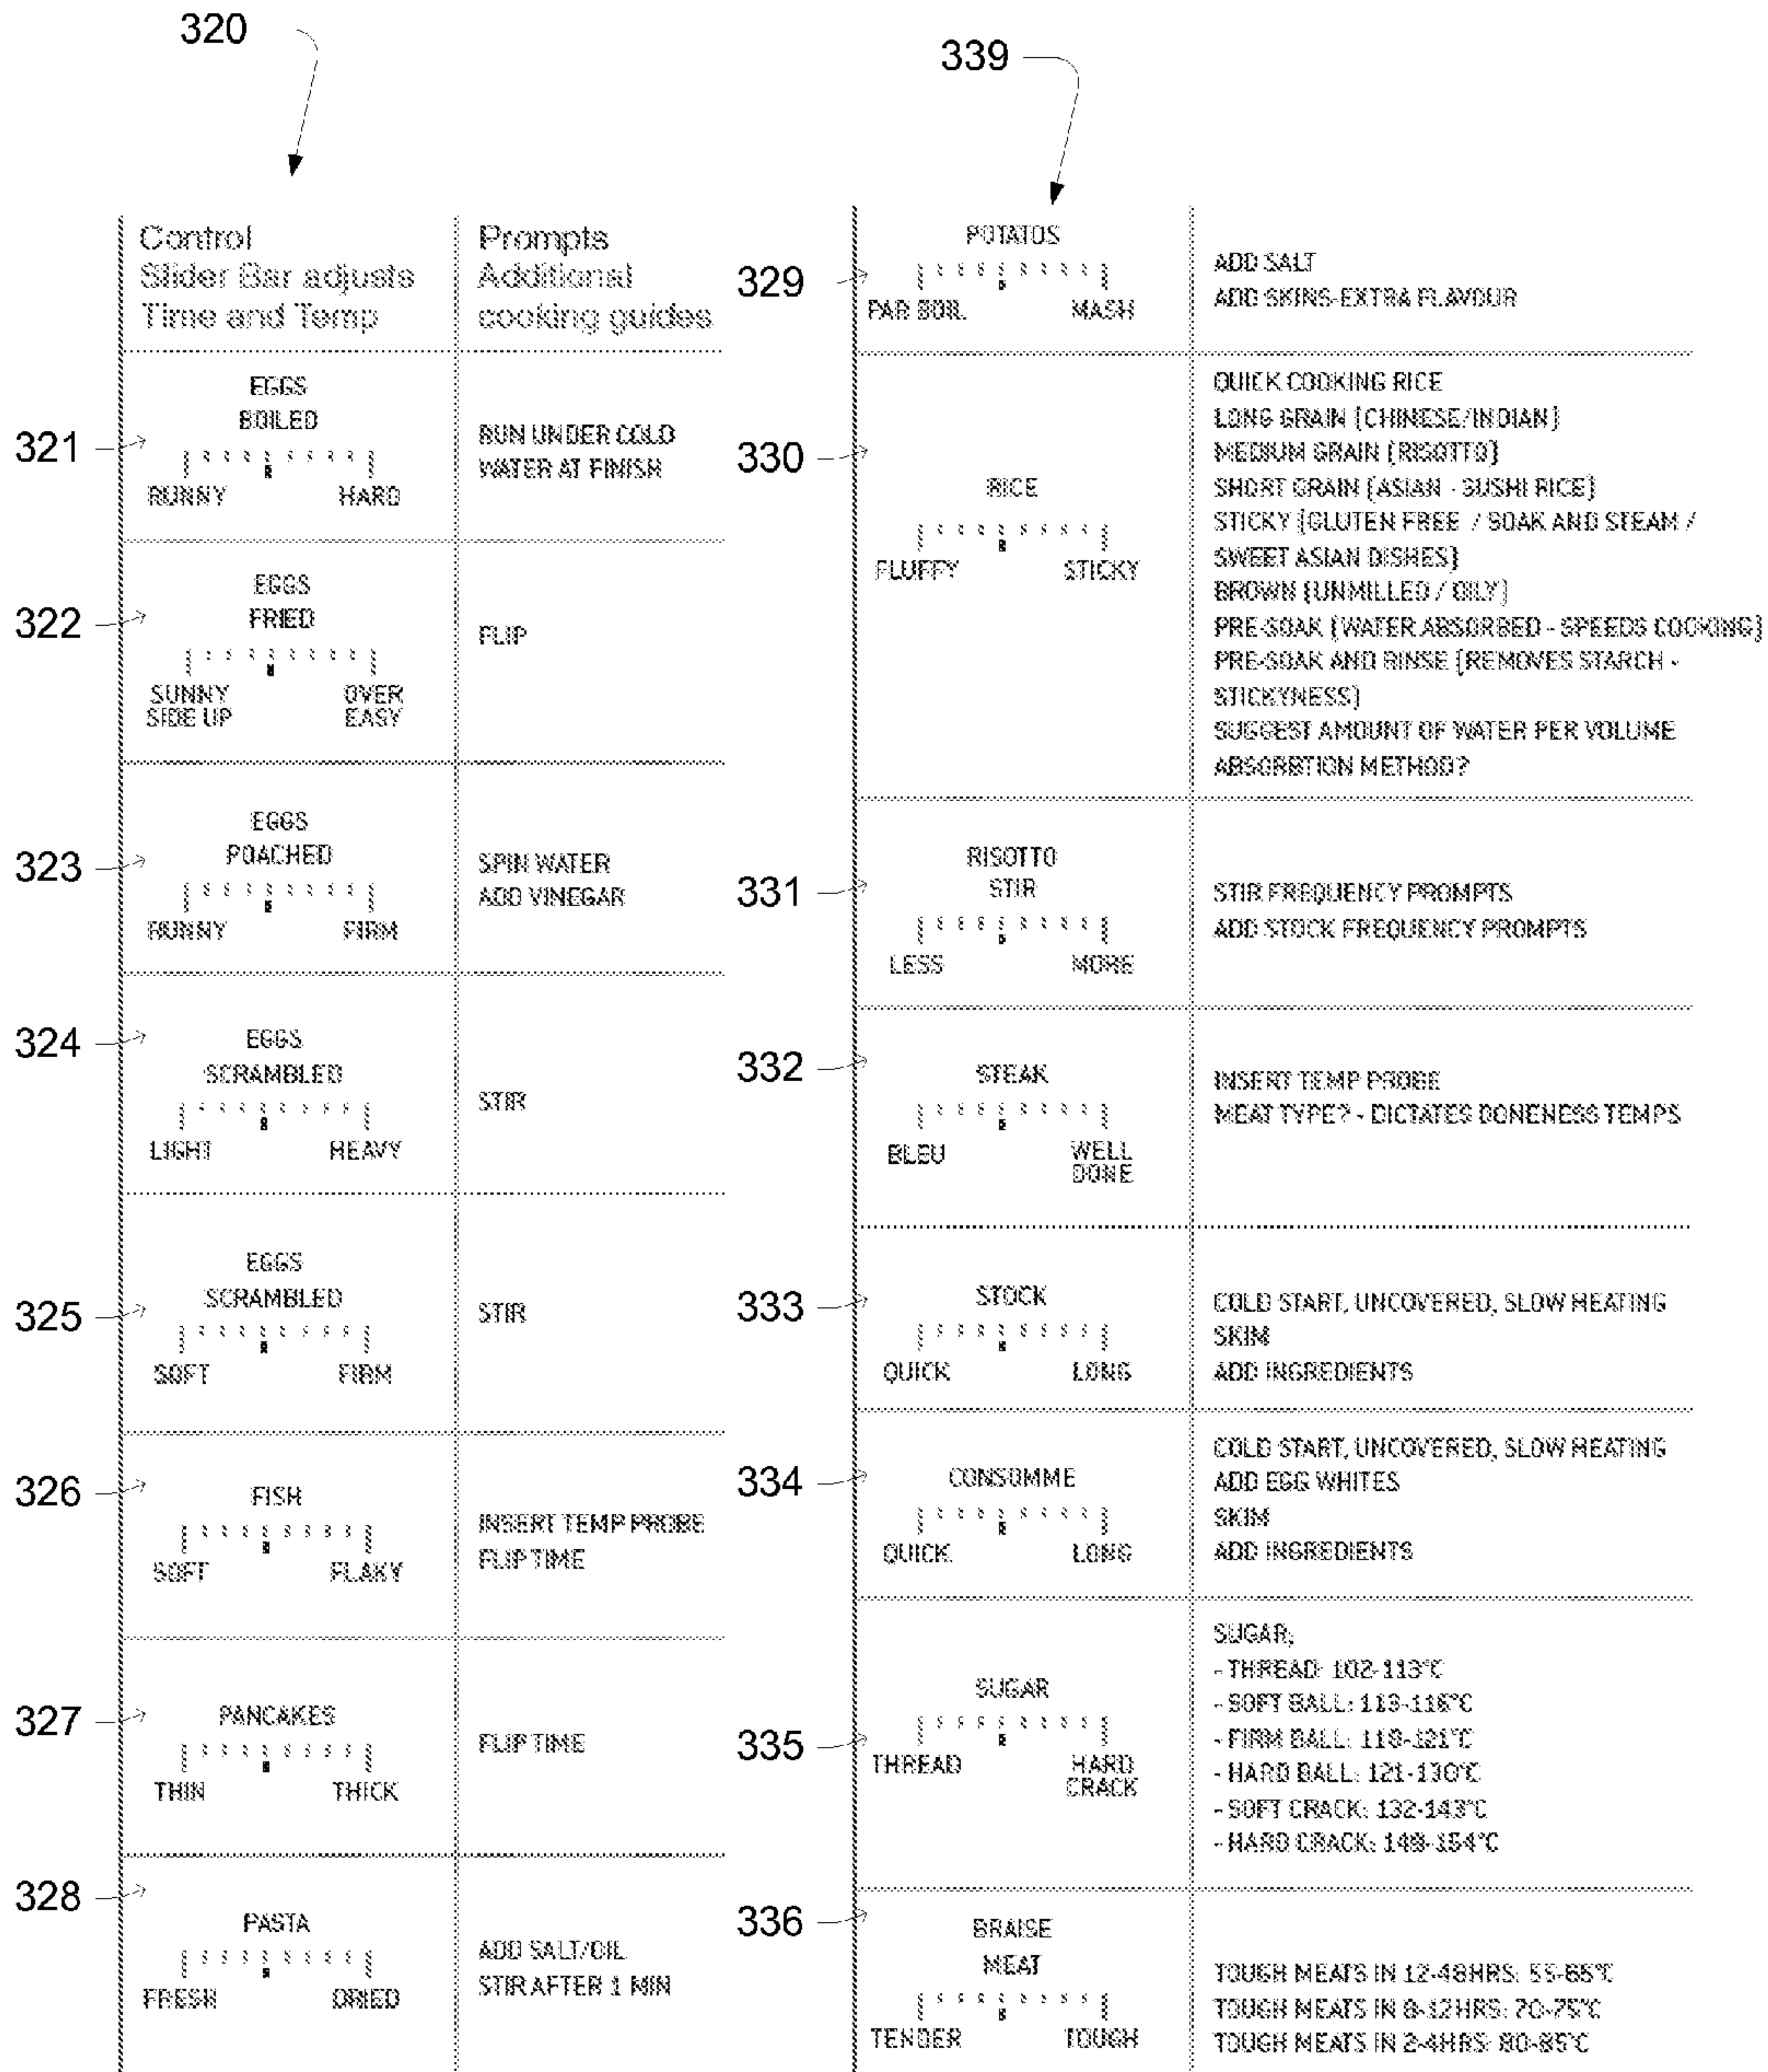 320
Control
Slider Bar adjusts
Time and Temp
Prompts
Additional
cooking guides
321
EGGS
BOILED
RUNNY HARD
RUN UNDER COLD
WATER AT FINISH
322
EGGS
FRIED
SUNNY
SIDE UP
OVER
EASY
FLIP
323
EGGS
POACHED
RUNNY FIRM
SPIN WATER
ADD VINEGAR
324
EGGS
SCRAMBLED
LIGHT HEAVY
STIR
325
EGGS
SCRAMBLED
SOFT FIRM
STIR
326
FISH
SOFT FLAKY
INSERT TEMP PROBE
FLIP TIME
327
PANCAKES
THIN THICK
FLIP TIME
328
PASTA
FRESH DRIED
ADD SALT/OIL
STIR AFTER 1 MIN
339
329
POTATOS
PAR BOIL MASH
ADD SALT
ADD SKINS-EXTRA FLAVOUR
330
RICE
FLUFFY STICKY
QUICK COOKING RICE
LONG GRAIN [CHINESE/INDIAN]
MEDIUM GRAIN [RISOTTO]
SHORT GRAIN [ASIAN - SUSHI RICE]
STICKY [GLUTEN FREE / SOAK AND STEAM /
SWEET ASIAN DISHES]
BROWN [UNMILLED / OILY]
PRE-SOAK [WATER ABSORBED - SPEEDS COOKING]
PRE-SOAK AND RINSE [REMOVES STARCH -
STICKYNESS]
SUGGEST AMOUNT OF WATER PER VOLUME
ABSORBTION METHOD?
331
RISOTTO
STIR
LESS MORE
STIR FREQUENCY PROMPTS
ADD STOCK FREQUENCY PROMPTS
332
STEAK
BLEU
WELL
DONE
INSERT TEMP PROBE
MEAT TYPE? - DICTATES DONENESS TEMPS
333
STOCK
QUICK LONG
COLD START, UNCOVERED, SLOW HEATING
SKIM
ADD INGREDIENTS
334
CONSOMME
QUICK LONG
COLD START, UNCOVERED, SLOW HEATING
ADD EGG WHITES
SKIM
ADD INGREDIENTS
335
SUGAR
THREAD
HARD
CRACK
SUGAR;
- THREAD: 102-113°C
- SOFT BALL: 113-116°C
- FIRM BALL: 118-121°C
- HARD BALL: 121-130°C
- SOFT CRACK: 132-143°C
- HARD CRACK: 149-154°C
336
BRAISE
MEAT
TENDER TOUGH
TOUGH MEATS IN 12-48HRS: 55-65°C
TOUGH MEATS IN 8-12HRS: 70-75°C
TOUGH MEATS IN 2-4HRS: 80-85°C